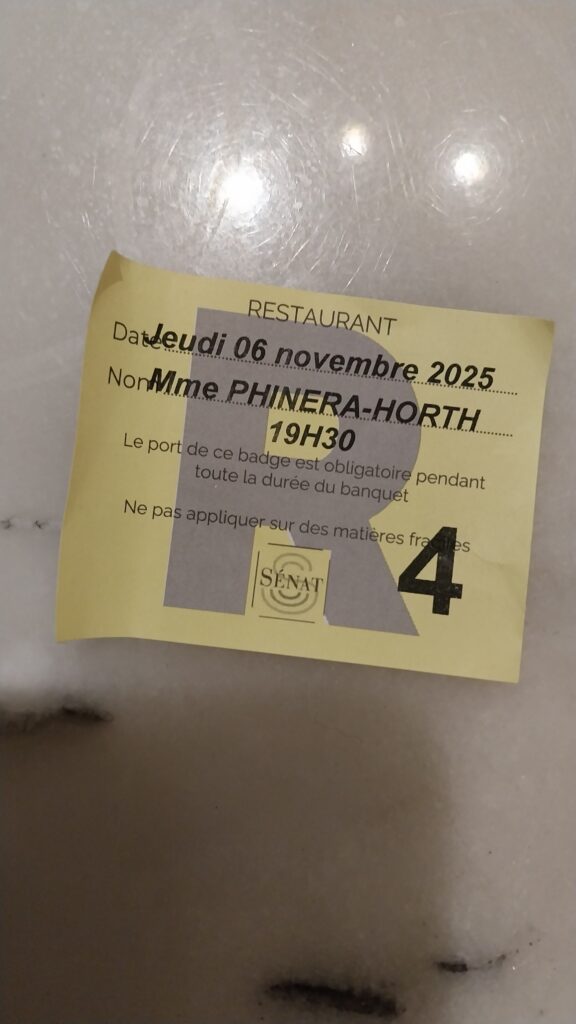 RESTAURANT
Date Jeudi 06 novembre 2025
Nom Mme PHINERA-HORTH
19H30
Le port de ce badge est obligatoire pendant
toute la durée du banquet
Ne pas appliquer sur des matières fragiles
R
SÉNAT
4